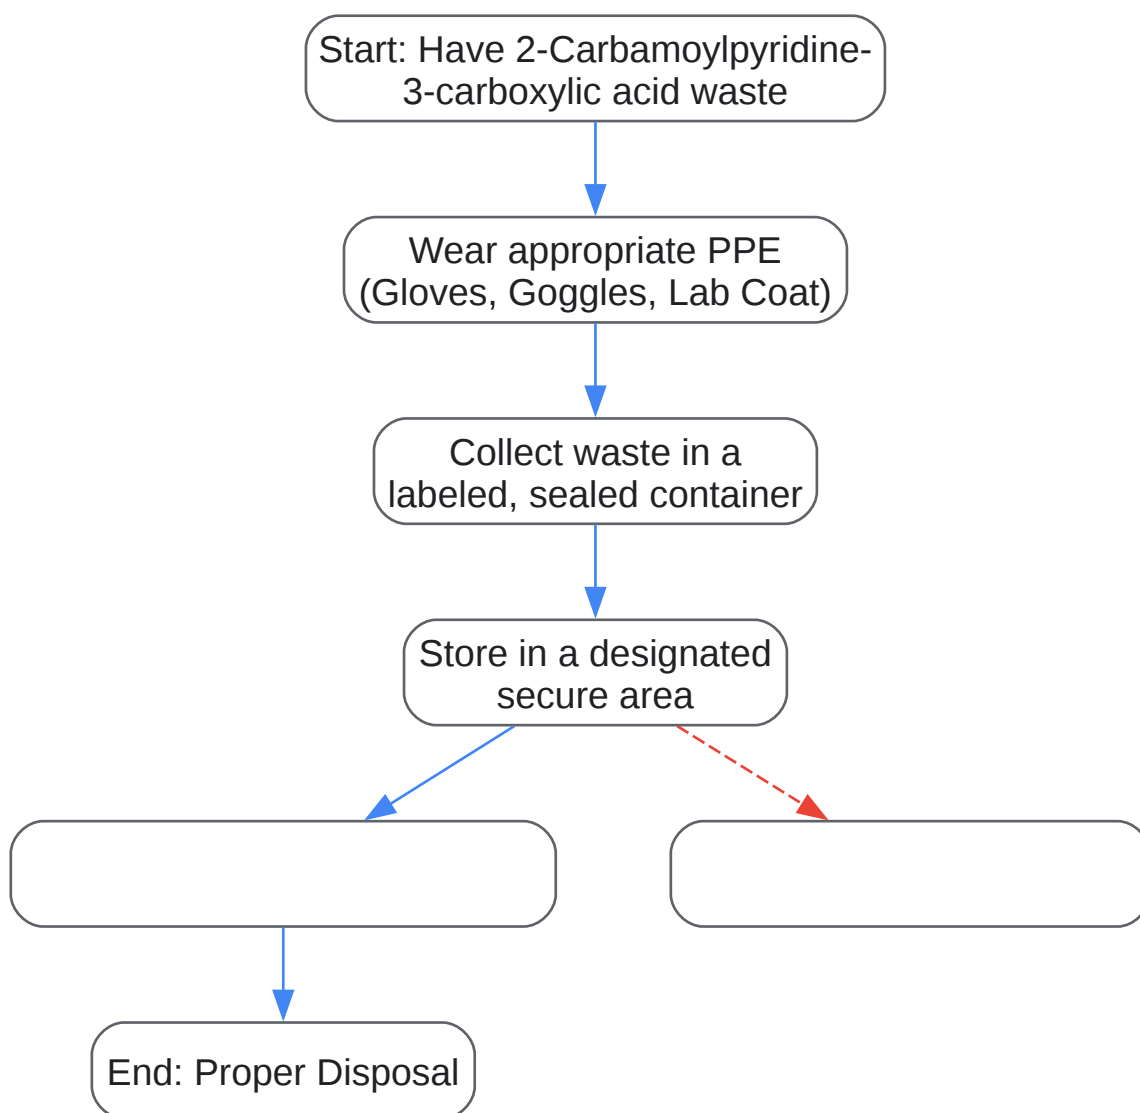 Start: Have 2-Carbamoylpyridine-
3-carboxylic acid waste
Wear appropriate PPE
(Gloves, Goggles, Lab Coat)
Collect waste in a
labeled, sealed container
Store in a designated
secure area
End: Proper Disposal